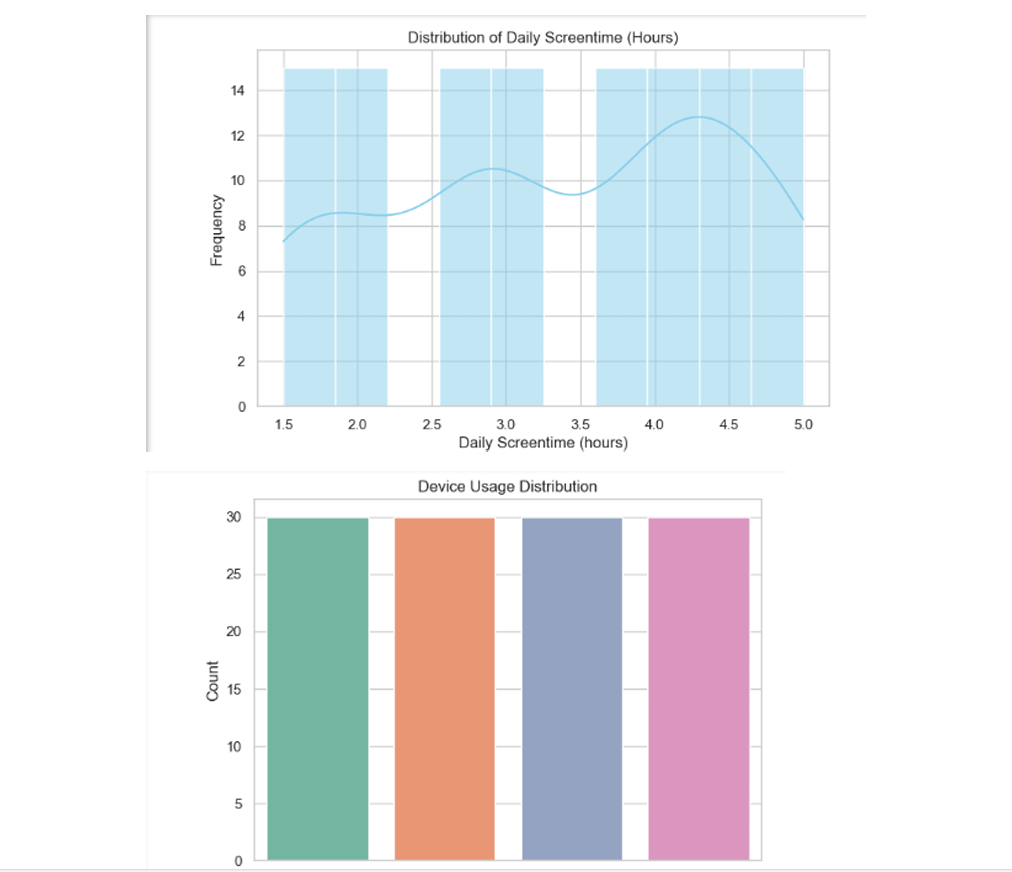 Distribution of Daily Screentime (Hours)
14
12
10
8
6
4
2
0
Frequency
1.5 2.0 2.5 3.0 3.5 4.0 4.5 5.0
Daily Screentime (hours)
Device Usage Distribution
30
25
20
15
10
5
0
Count